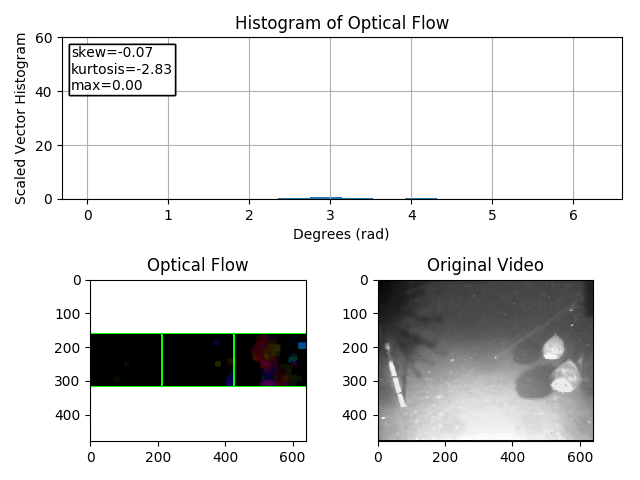 Histogram of Optical Flow
skew=-0.07
kurtosis=-2.83
max=0.00
Scaled Vector Histogram
60
40
20
0
0 1 2 3 4 5 6
Degrees (rad)
Optical Flow
0
100
200
300
400
0 200 400 600
Original Video
0
100
200
300
400
0 200 400 600